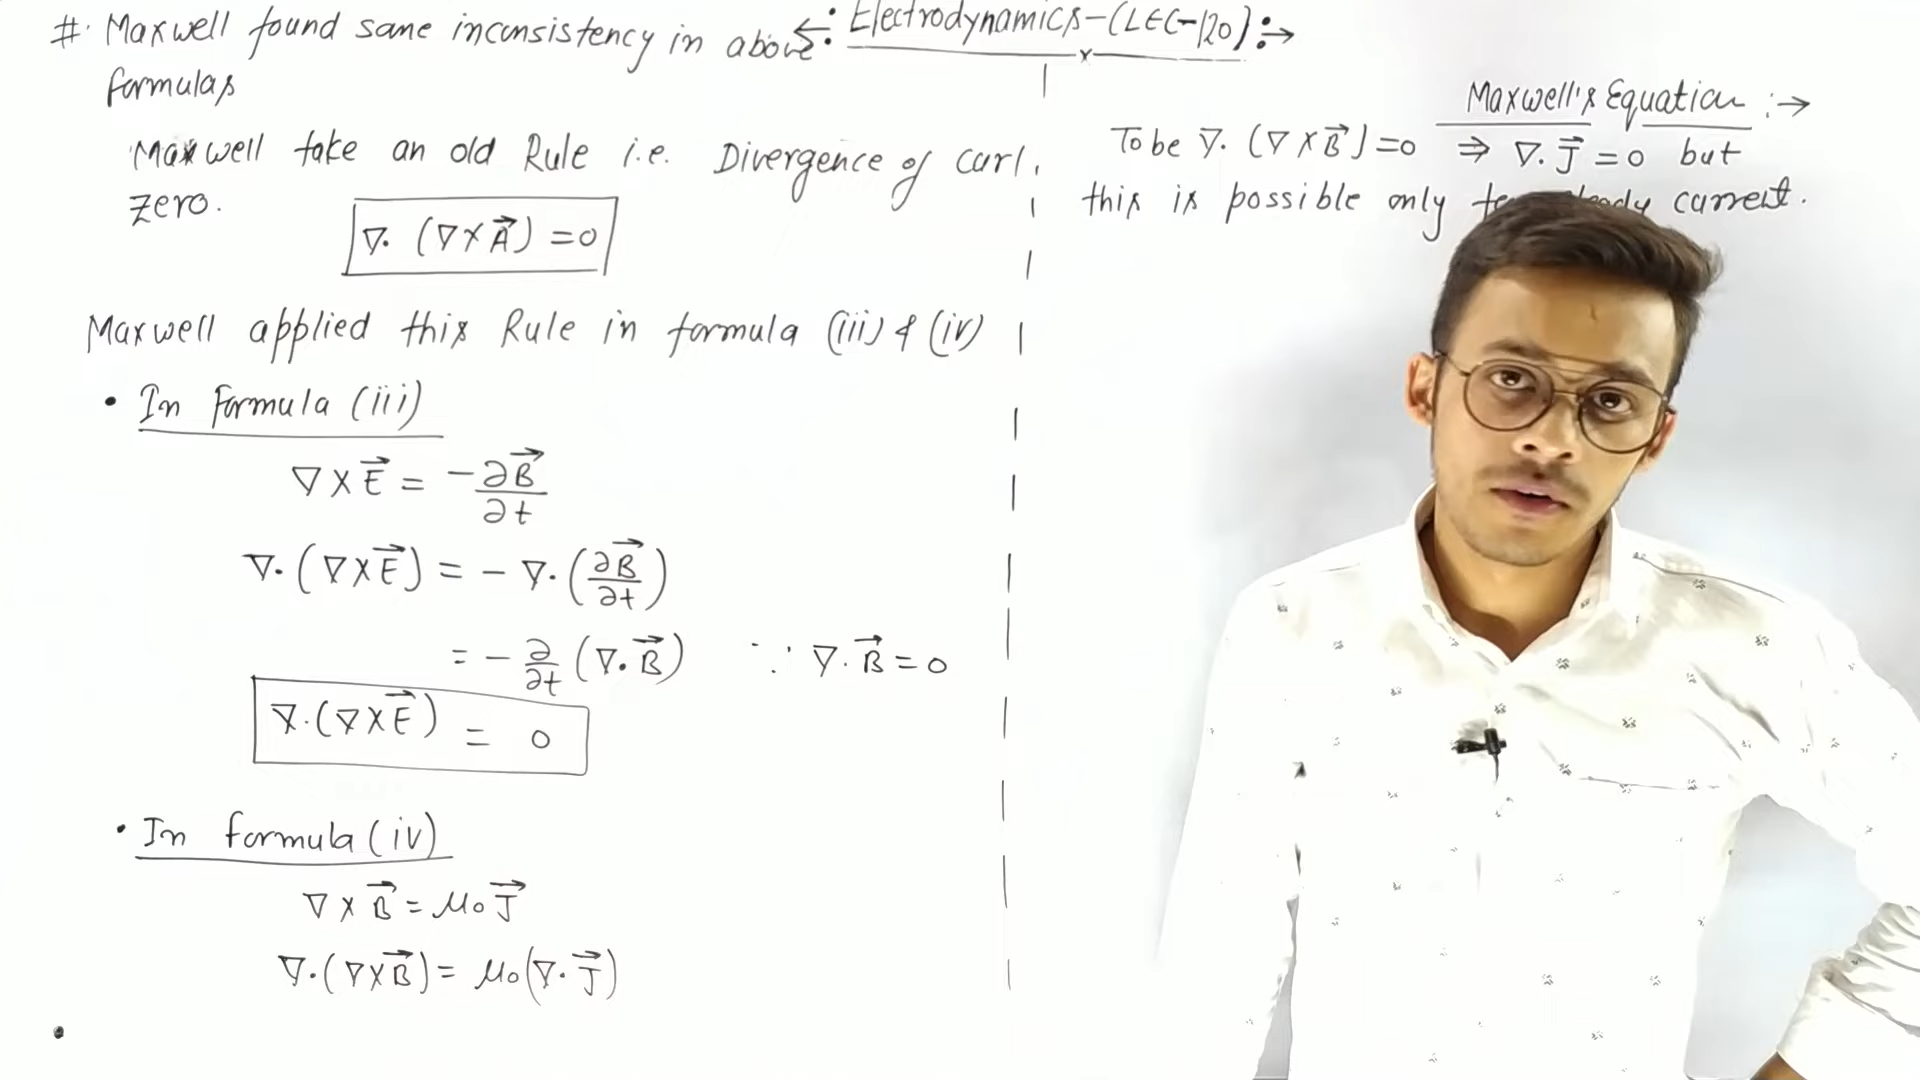 Electrodynamics-(LEC-120)
# Maxwell found same inconsistency in above
formulas
Maxwell take an old Rule i.e. Divergence of carl
zero.
∇·(∇×A⃗)=0
Maxwell applied this Rule in formula (iii) & (iv)
• In formula (iii)
∇×E⃗ = -∂B⃗/∂t
∇·(∇×E⃗) = -∇·(∂B⃗/∂t)
= -∂/∂t (∇·B⃗) ∵ ∇·B⃗=0
∇·(∇×E⃗) = 0
• In formula (iv)
∇×B⃗ = μ₀J⃗
∇·(∇×B⃗) = μ₀(∇·J⃗)
Maxwell's Equation :→
To be ∇·(∇×B⃗)=0 ⇒ ∇·J⃗=0 but
this is possible only current.